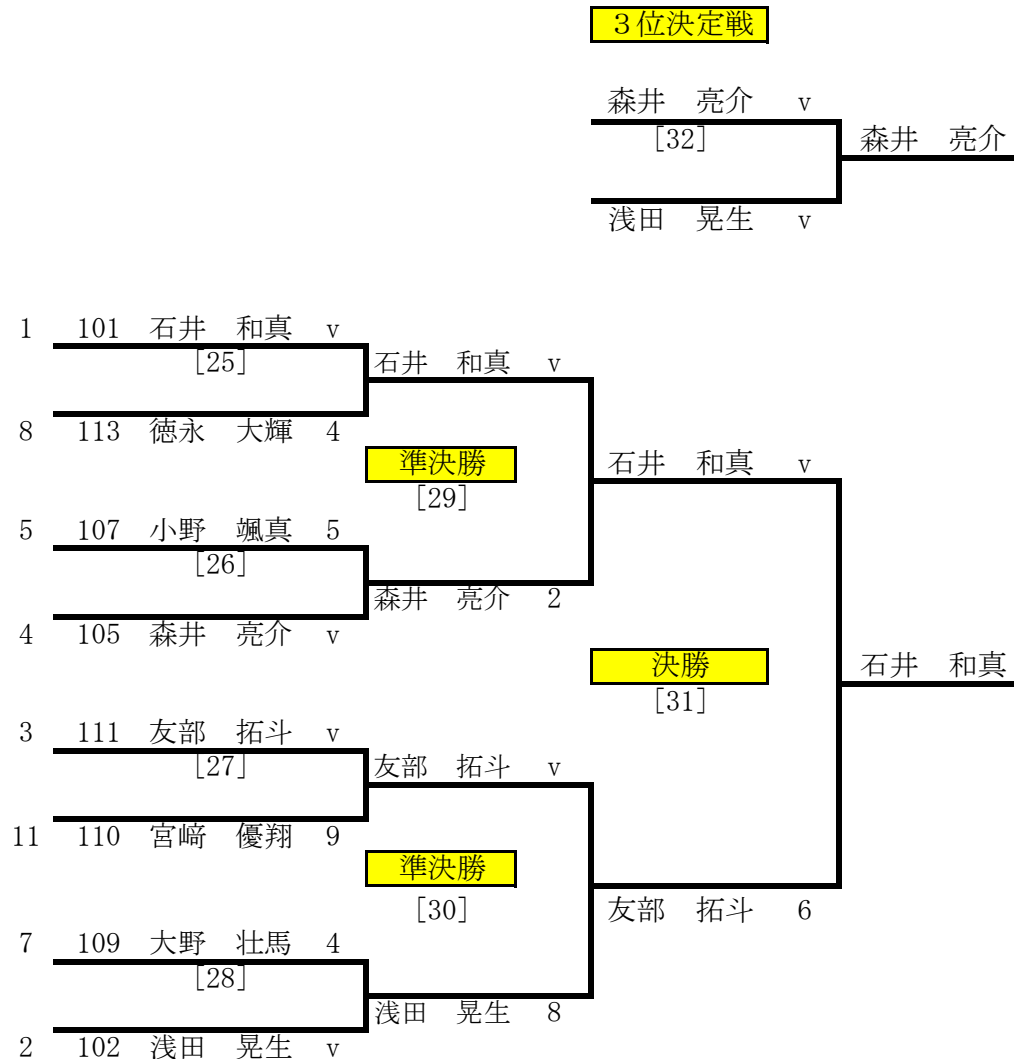 ３位決定戦
森井　亮介　v
［32］
森井　亮介
浅田　晃生　v
1　101　石井　和真　v
［25］
石井　和真　v
8　113　徳永　大輝　4
準決勝
［29］
石井　和真　v
5　107　小野　颯真　5
［26］
森井　亮介　2
4　105　森井　亮介　v
決勝
［31］
石井　和真
3　111　友部　拓斗　v
［27］
友部　拓斗　v
11　110　宮﨑　優翔　9
準決勝
［30］
友部　拓斗　6
7　109　大野　壮馬　4
［28］
浅田　晃生　8
2　102　浅田　晃生　v